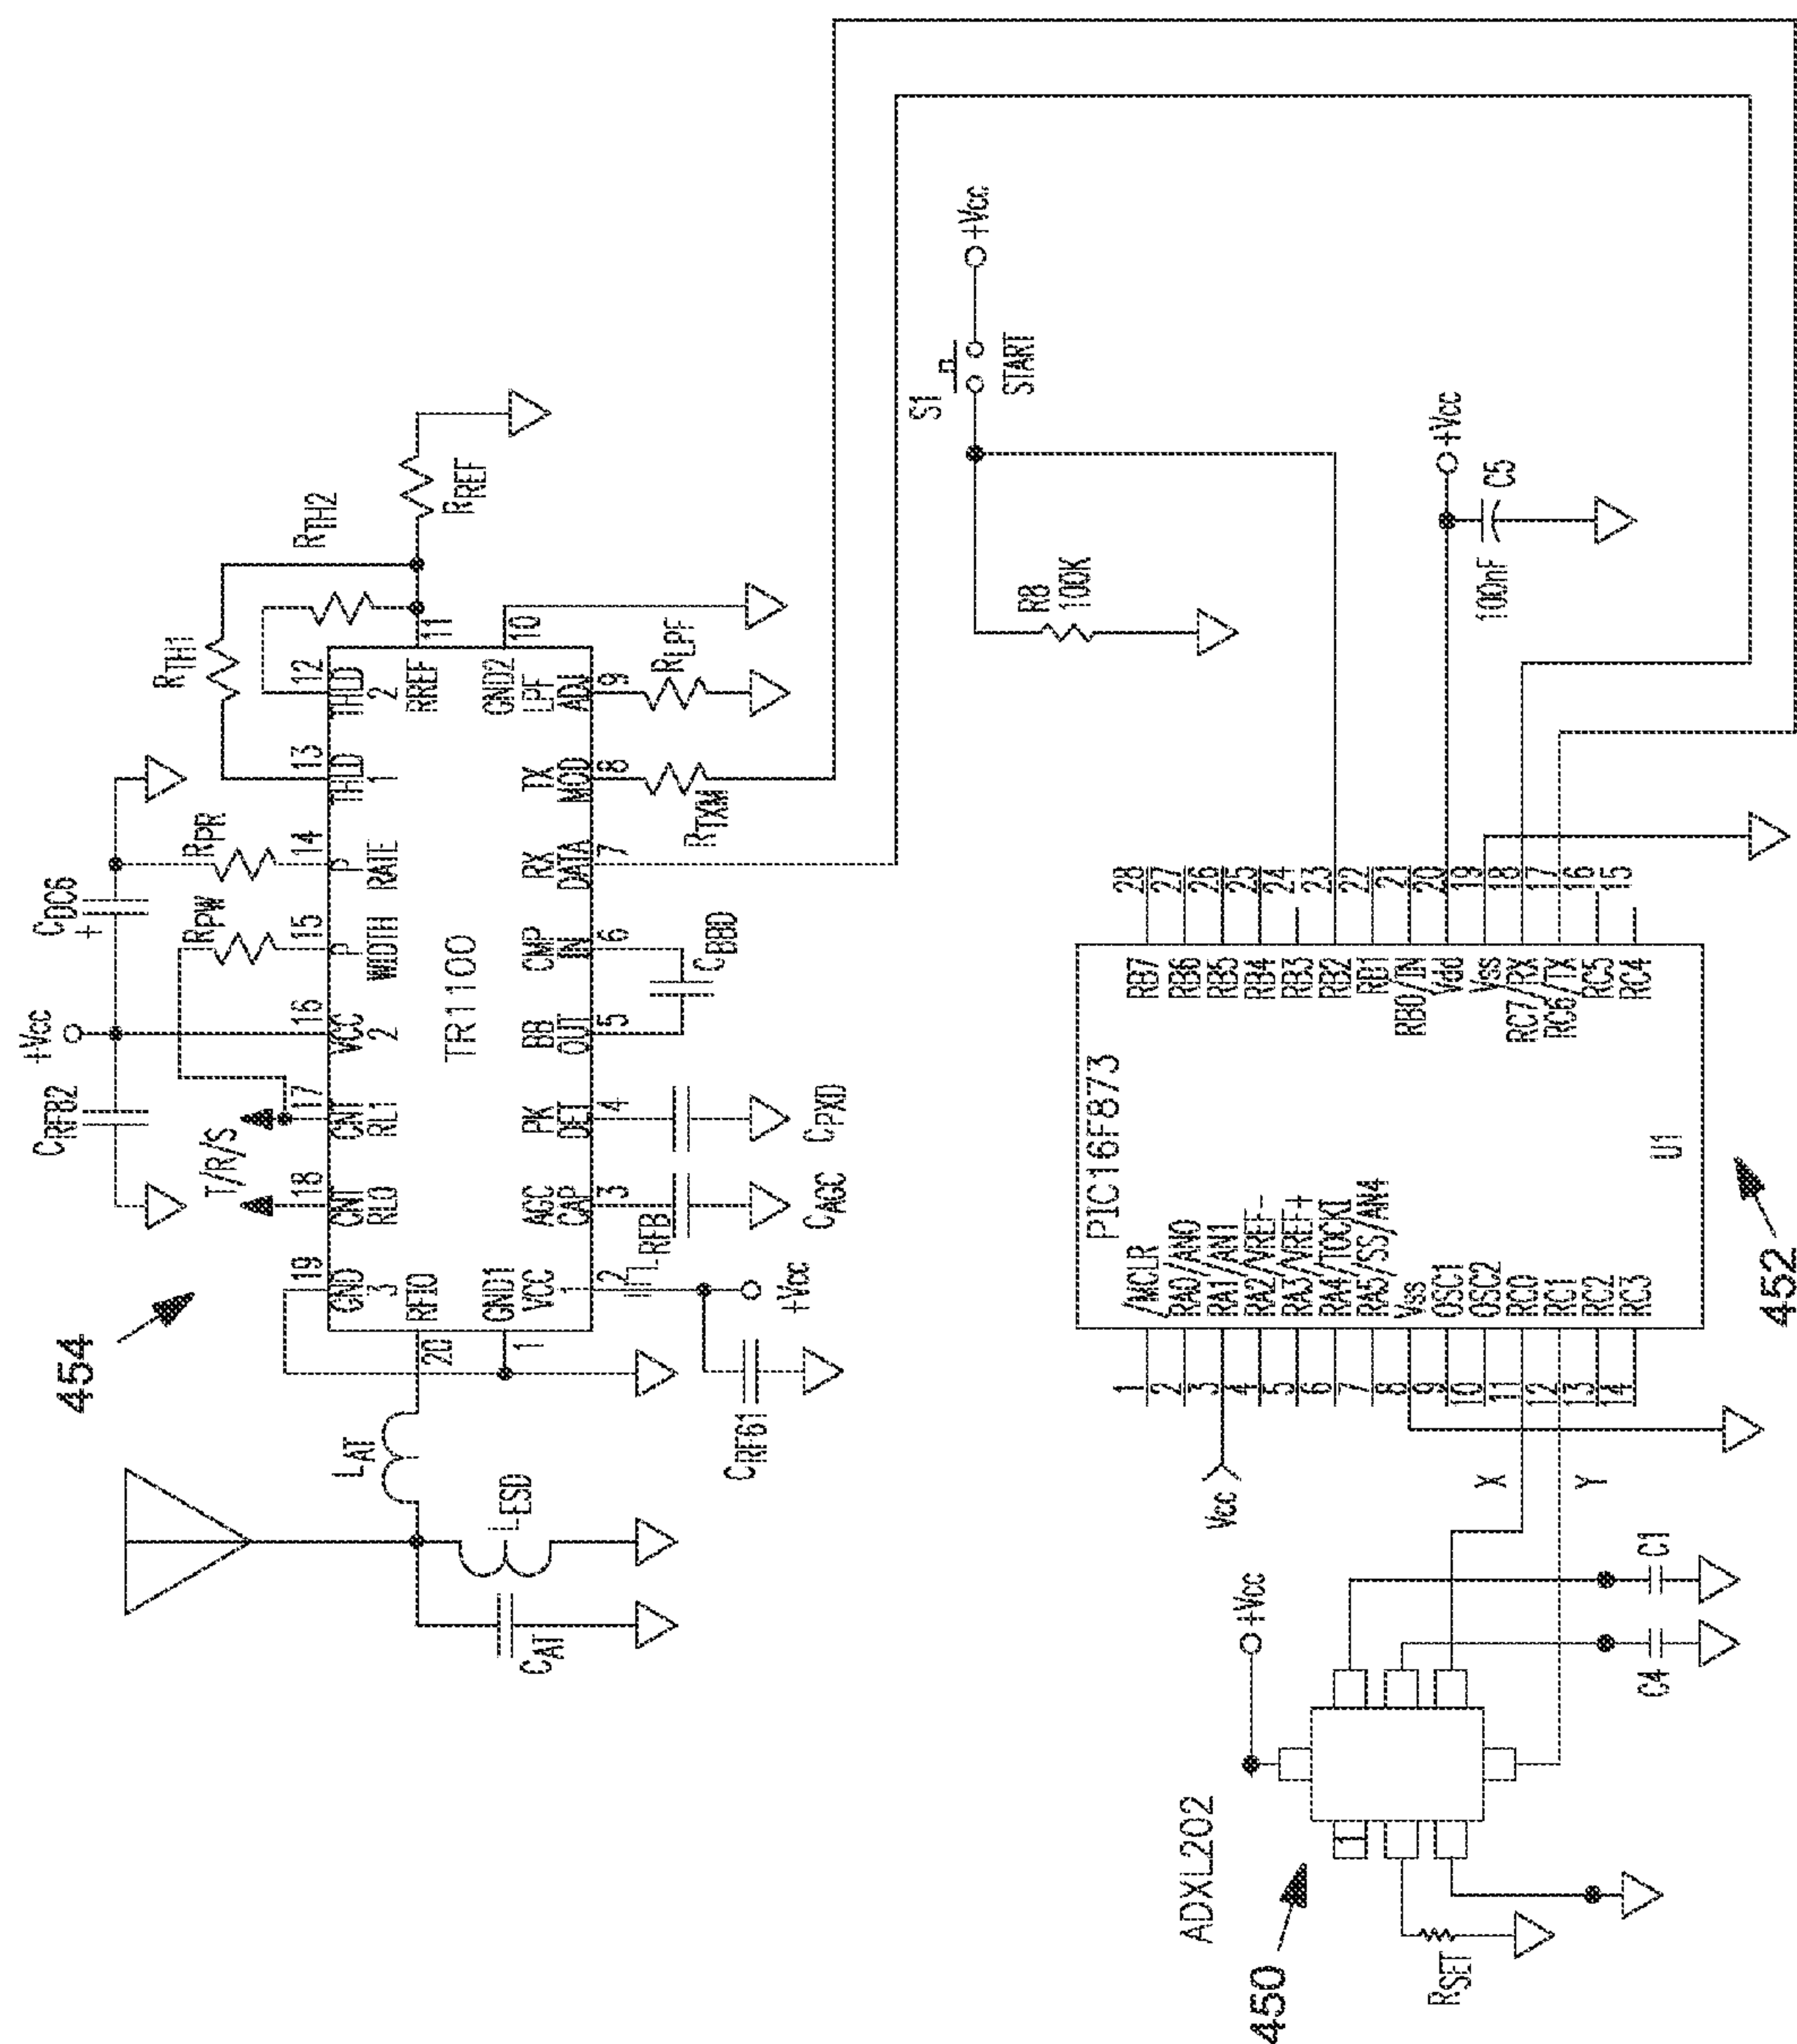 454
+Vcc
CRF82
CDC6
+
T/R/S
RPW
RPR
RTH1
RTH2
RREF
19
18
17
16
15
14
13
12
11
GND 3
CNT RL0
CNT RL1
VCC 2
P WIDTH
P RATE
THLD 1
THLD 2
RREF
RFIO
TR1100
GND1
VCC 1
AGC CAP
PK DET
BB OUT
CMP IN
RX DATA
TX MOD
LPF ADJ
GND2
20
1
2
3
4
5
6
7
8
9
10
LAT
LESD
CAT
CRF61
LRFB
+Vcc
CAGC
CPXD
CBBD
RTXM
RLPF
S1
START
+Vcc
R8
100K
+Vcc
100nF
C5
PIC16F873
U1
452
1
2
3
4
5
6
7
8
9
10
11
12
13
14
/MCLR
RA0/AN0
RA1/AN1
RA2/VREF-
RA3/VREF+
RA4/TOCK1
RA5/SS/AN4
Vss
OSC1
OSC2
RC0
RC1
RC2
RC3
RB7
RB6
RB5
RB4
RB3
RB2
RB1
RB0/IN
Vdd
Vss
RC7/RX
RC6/TX
RC5
RC4
28
27
26
25
24
23
22
21
20
19
18
17
16
15
Vcc
X
Y
ADXL202
450
1
+Vcc
RSET
C4
C1